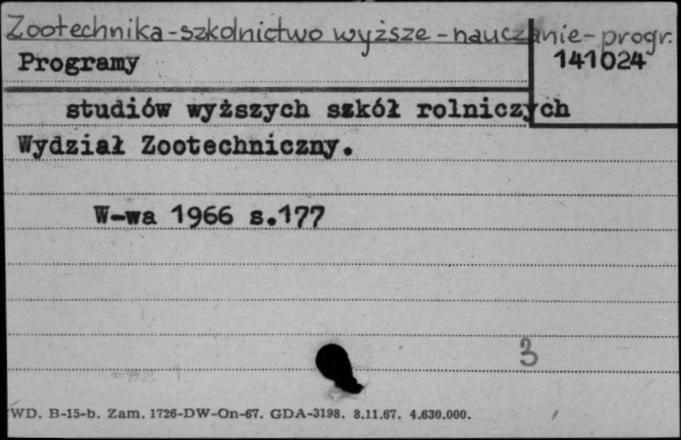 Zootechnika-szkolnictwo wyższe-nauczanie-progr.
Programy
141024
studiów wyższych szkół rolniczych
Wydział Zootechniczny.
W-wa 1966 s.177
3
WD. B-15-b. Zam. 1726-DW-On-67. GDA-3198. 8.11.67. 4.630.000.